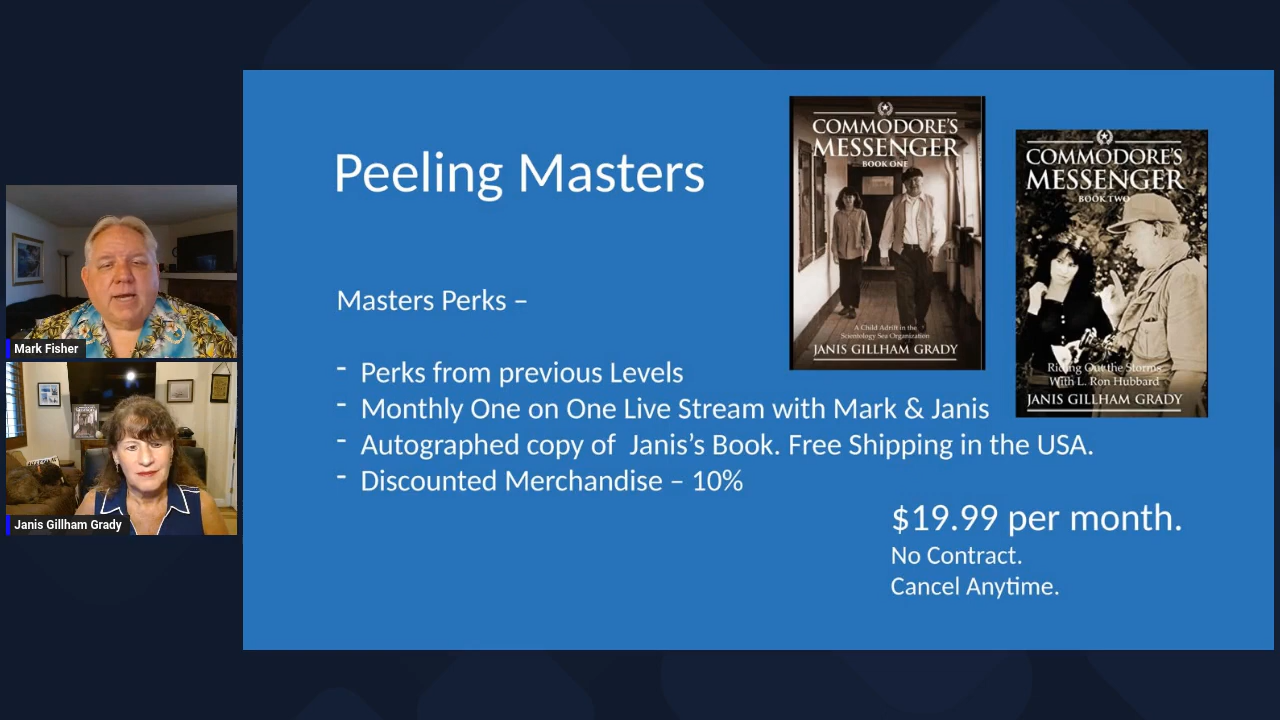 Peeling Masters
COMMODORE'S
MESSENGER
BOOK ONE
A Child Adrift in the
Scientology Sea Organization
JANIS GILLHAM GRADY
COMMODORE'S
MESSENGER
BOOK TWO
Riding Out the Storms
With L. Ron Hubbard
JANIS GILLHAM GRADY
Masters Perks –
- Perks from previous Levels
- Monthly One on One Live Stream with Mark & Janis
- Autographed copy of  Janis’s Book. Free Shipping in the USA.
- Discounted Merchandise – 10%
$19.99 per month.
No Contract.
Cancel Anytime.
Mark Fisher
Janis Gillham Grady